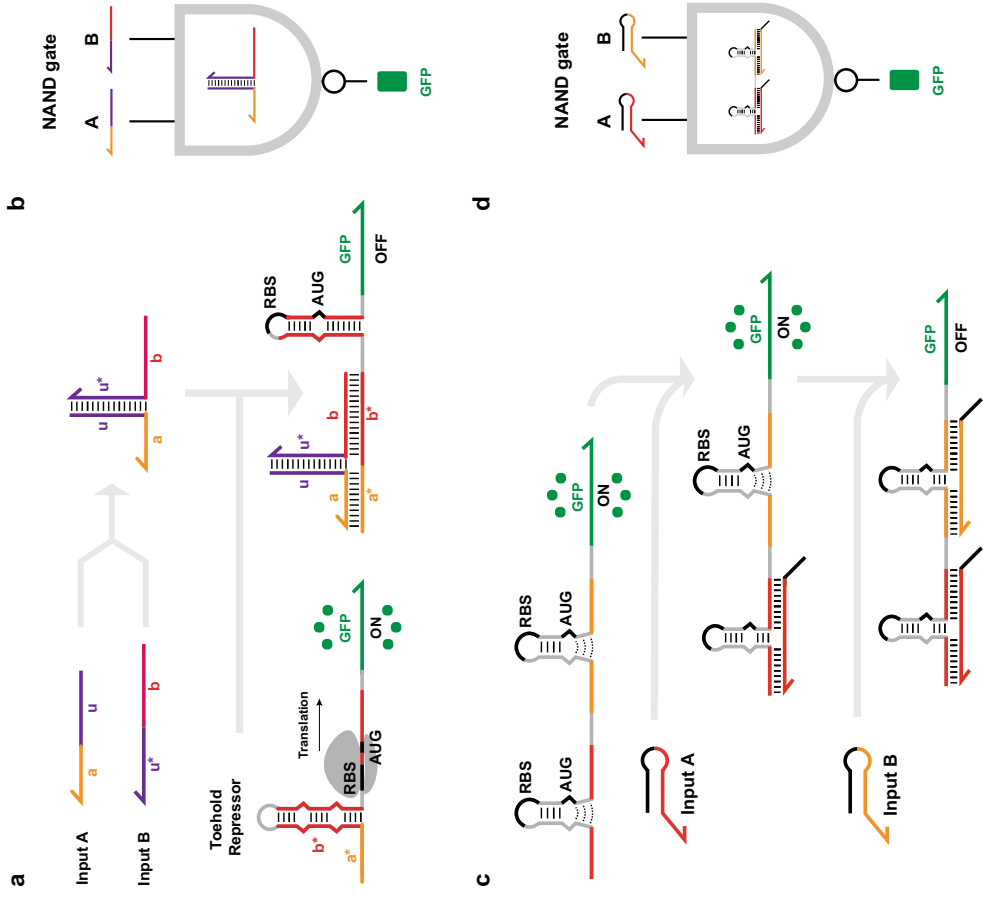 a
Input A
a
u
Input B
u*
b
u
u*
a
b
Toehold
Repressor
b*
a*
RBS
AUG
Translation
GFP
ON
u
u*
a
b
a*
b*
RBS
AUG
GFP
OFF
b
NAND gate
A
B
GFP
c
RBS
AUG
RBS
AUG
GFP
ON
Input A
RBS
AUG
GFP
ON
Input B
GFP
OFF
d
NAND gate
A
B
GFP